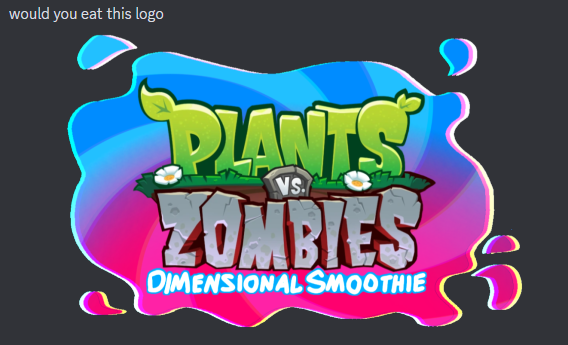 would you eat this logo
PLANTS
VS.
ZOMBIES
DIMENSIONAL SMOOTHIE